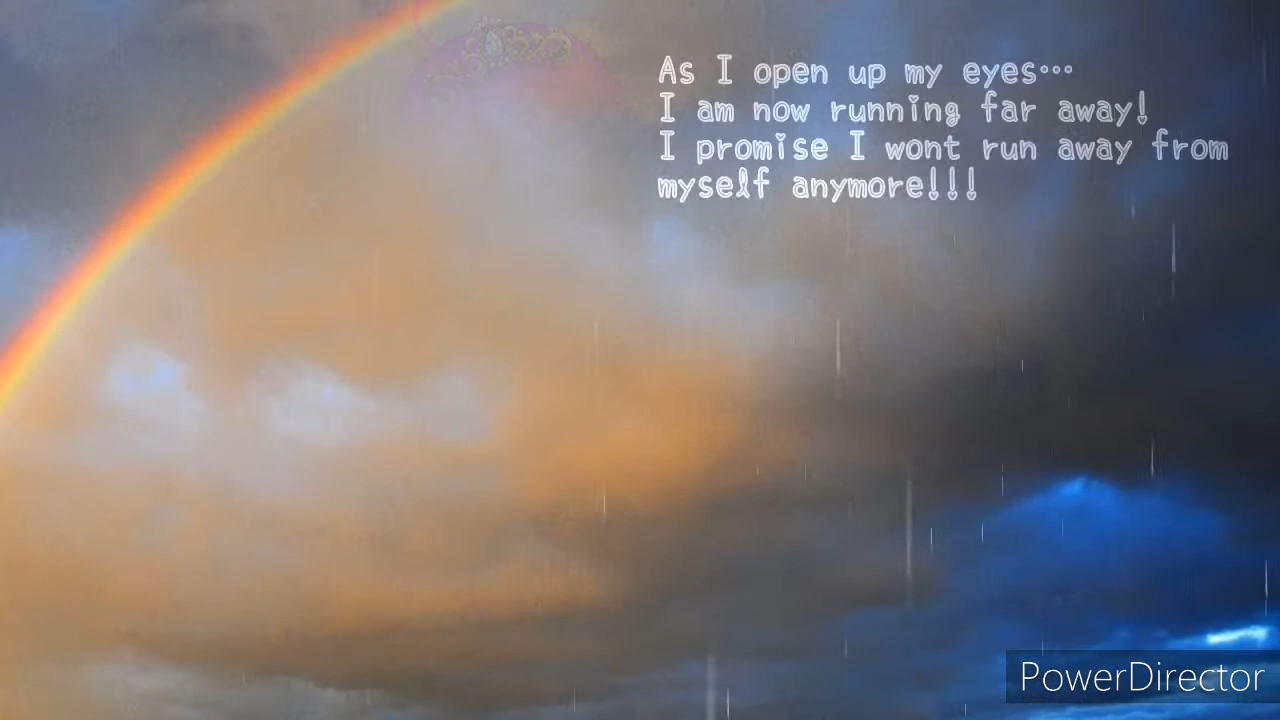 As I open up my eyes…
I am now running far away!
I promise I wont run away from
myself anymore!!!
PowerDirector